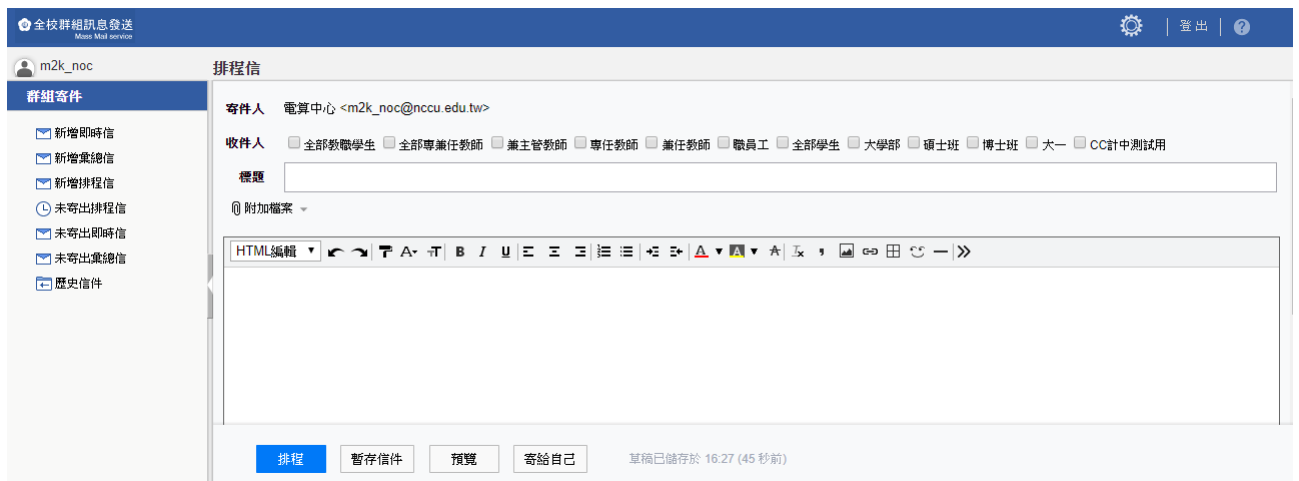 全校群組訊息發送
Mass Mail service
登出
m2k_noc
排程信
群組寄件
新增即時信
新增彙總信
新增排程信
未寄出排程信
未寄出即時信
未寄出彙總信
歷史信件
寄件人 電算中心 <m2k_noc@nccu.edu.tw>
收件人 全部教職學生 全部專兼任教師 兼主管教師 專任教師 兼任教師 職員工 全部學生 大學部 碩士班 博士班 大一 CC計中測試用
標題
附加檔案
HTML編輯
排程 暫存信件 預覽 寄給自己 草稿已儲存於 16:27 (45 秒前)